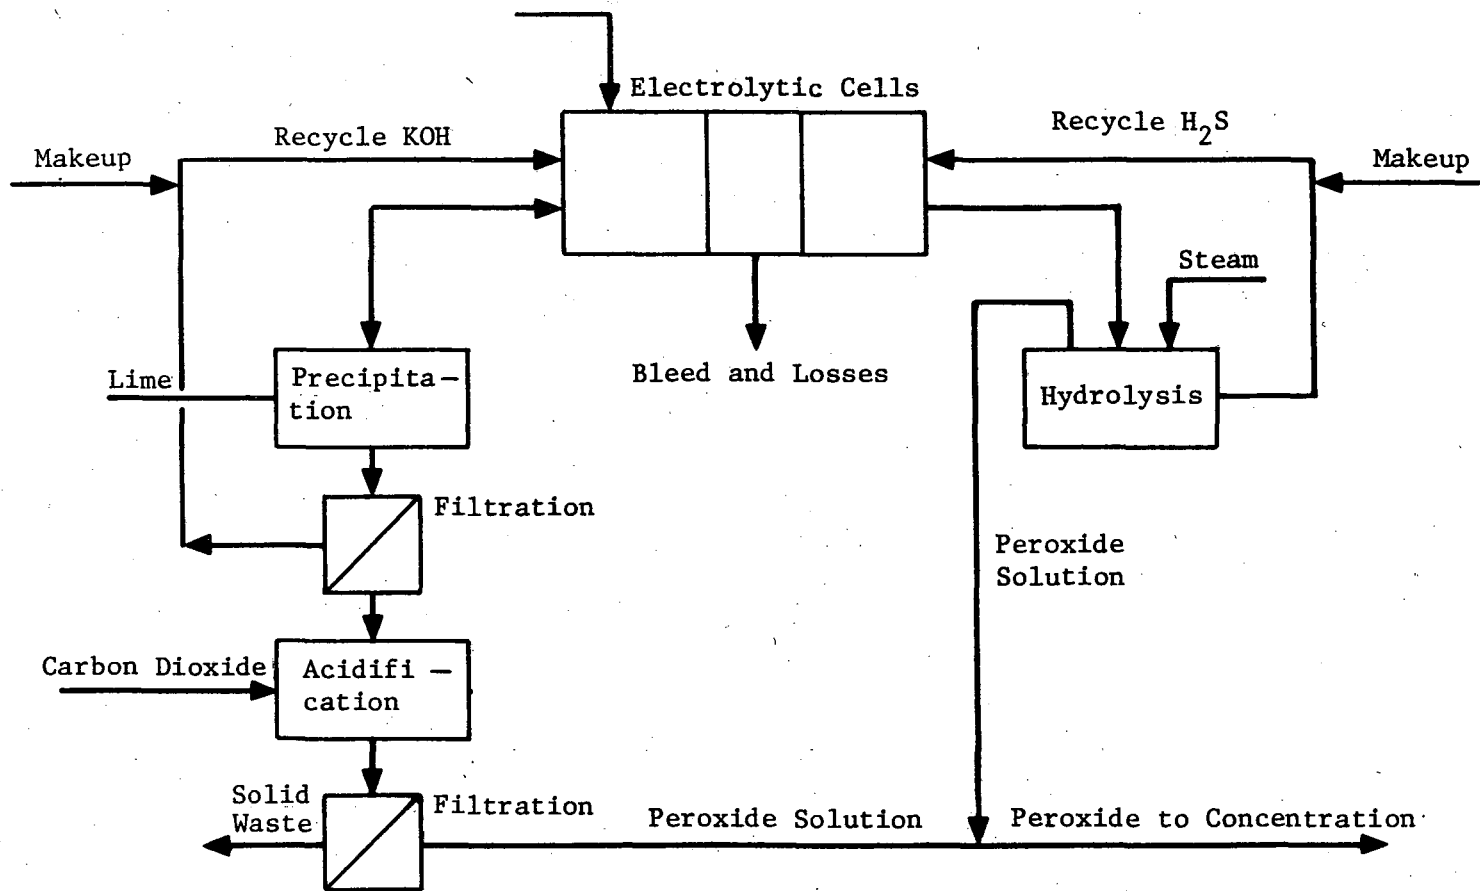 Electrolytic Cells
Recycle KOH
Recycle H2S
Makeup
Makeup
Steam
Lime
Precipita—
tion
Bleed and Losses
Hydrolysis
Filtration
Peroxide
Solution
Carbon Dioxide
Acidifi —
cation
Solid
Waste
Filtration
Peroxide Solution
Peroxide to Concentration